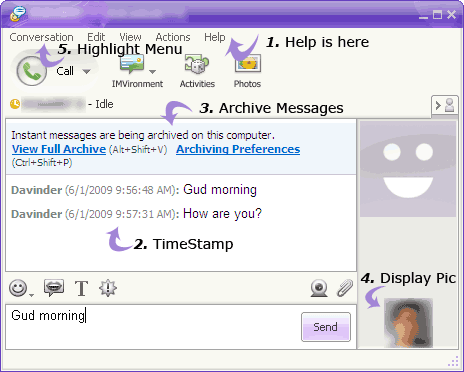 Conversation Edit View Actions Help
5. Highlight Menu
1. Help is here
Call IMVironment Activities Photos
- Idle
3. Archive Messages
Instant messages are being archived on this computer.
View Full Archive (Alt+Shift+V) Archiving Preferences
(Ctrl+Shift+P)
Davinder (6/1/2009 9:56:48 AM): Gud morning
Davinder (6/1/2009 9:57:31 AM): How are you?
2. TimeStamp
4. Display Pic
Gud morning
Send